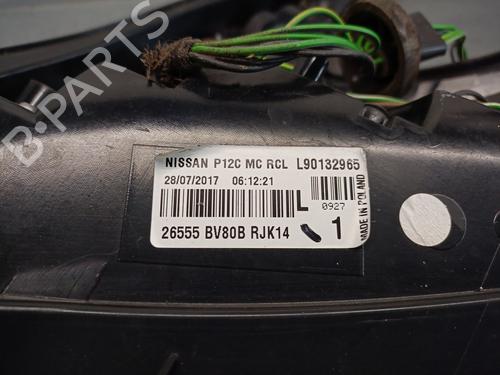 NISSAN P12C MC RCL L90132965
28/07/2017 06:12:21
L
0927
26555 BV80B RJK14 1
MADE IN POLAND
B-PARTS